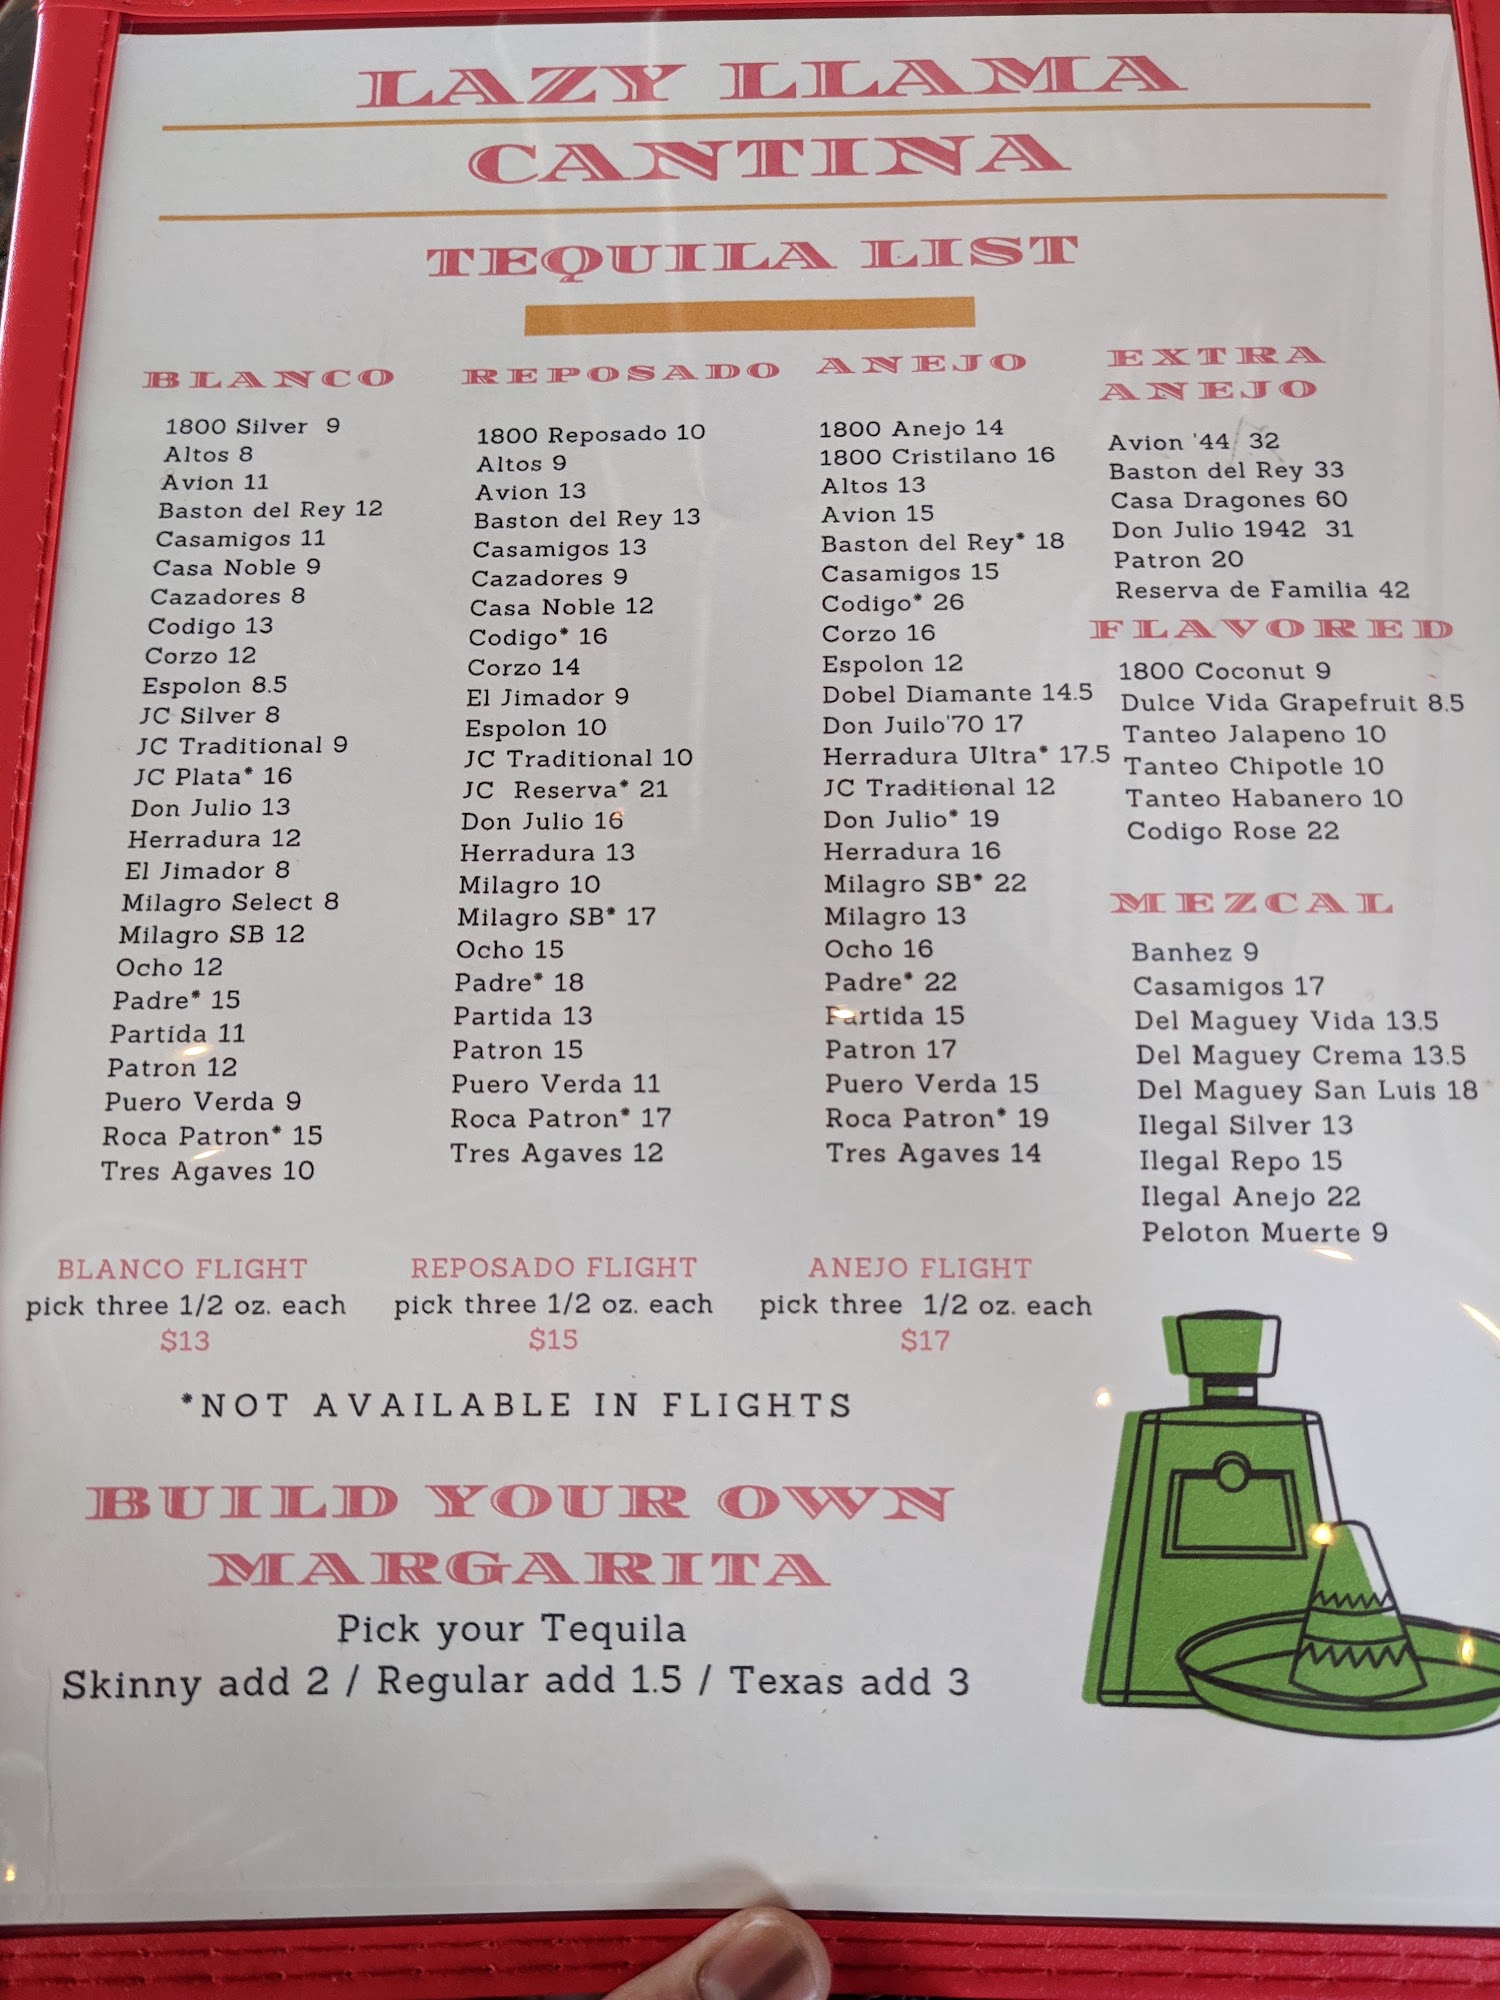 LAZY LLAMA
CANTINA
TEQUILA LIST
BLANCO
1800 Silver 9
Altos 8
Avion 11
Baston del Rey 12
Casamigos 11
Casa Noble 9
Cazadores 8
Codigo 13
Corzo 12
Espolon 8.5
JC Silver 8
JC Traditional 9
JC Plata* 16
Don Julio 13
Herradura 12
El Jimador 8
Milagro Select 8
Milagro SB 12
Ocho 12
Padre* 15
Partida 11
Patron 12
Puero Verda 9
Roca Patron* 15
Tres Agaves 10
REPOSADO
1800 Reposado 10
Altos 9
Avion 13
Baston del Rey 13
Casamigos 13
Cazadores 9
Casa Noble 12
Codigo* 16
Corzo 14
El Jimador 9
Espolon 10
JC Traditional 10
JC Reserva* 21
Don Julio 16
Herradura 13
Milagro 10
Milagro SB* 17
Ocho 15
Padre* 18
Partida 13
Patron 15
Puero Verda 11
Roca Patron* 17
Tres Agaves 12
ANEJO
1800 Anejo 14
1800 Cristilano 16
Altos 13
Avion 15
Baston del Rey* 18
Casamigos 15
Codigo* 26
Corzo 16
Espolon 12
Dobel Diamante 14.5
Don Juilo'70 17
Herradura Ultra* 17.5
JC Traditional 12
Don Julio* 19
Herradura 16
Milagro SB* 22
Milagro 13
Ocho 16
Padre* 22
Partida 15
Patron 17
Puero Verda 15
Roca Patron* 19
Tres Agaves 14
EXTRA
ANEJO
Avion '44 32
Baston del Rey 33
Casa Dragones 60
Don Julio 1942 31
Patron 20
Reserva de Familia 42
FLAVORED
1800 Coconut 9
Dulce Vida Grapefruit 8.5
Tanteo Jalapeno 10
Tanteo Chipotle 10
Tanteo Habanero 10
Codigo Rose 22
MEZCAL
Banhez 9
Casamigos 17
Del Maguey Vida 13.5
Del Maguey Crema 13.5
Del Maguey San Luis 18
Ilegal Silver 13
Ilegal Repo 15
Ilegal Anejo 22
Peloton Muerte 9
BLANCO FLIGHT
pick three 1/2 oz. each
$13
REPOSADO FLIGHT
pick three 1/2 oz. each
$15
ANEJO FLIGHT
pick three 1/2 oz. each
$17
*NOT AVAILABLE IN FLIGHTS
BUILD YOUR OWN
MARGARITA
Pick your Tequila
Skinny add 2 / Regular add 1.5 / Texas add 3